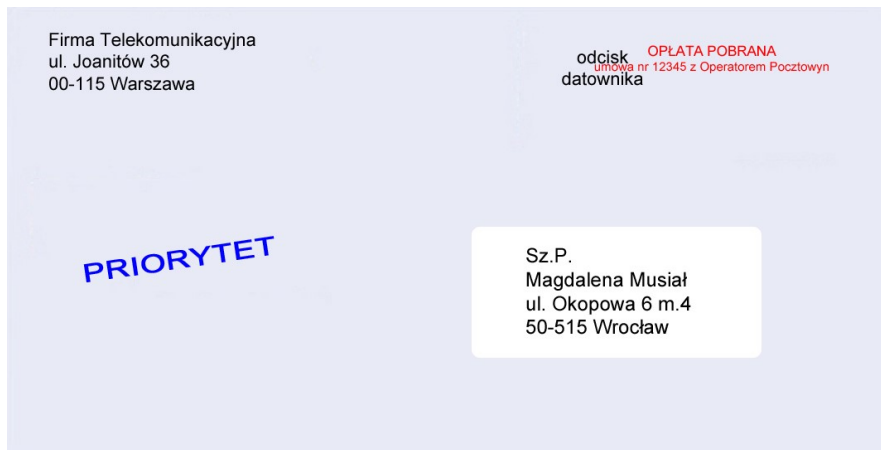 Firma Telekomunikacyjna
ul. Joanitów 36
00-115 Warszawa
odcisk
datownika
OPŁATA POBRANA
umowa nr 12345 z Operatorem Pocztowyn
PRIORYTET
Sz.P.
Magdalena Musiał
ul. Okopowa 6 m.4
50-515 Wrocław